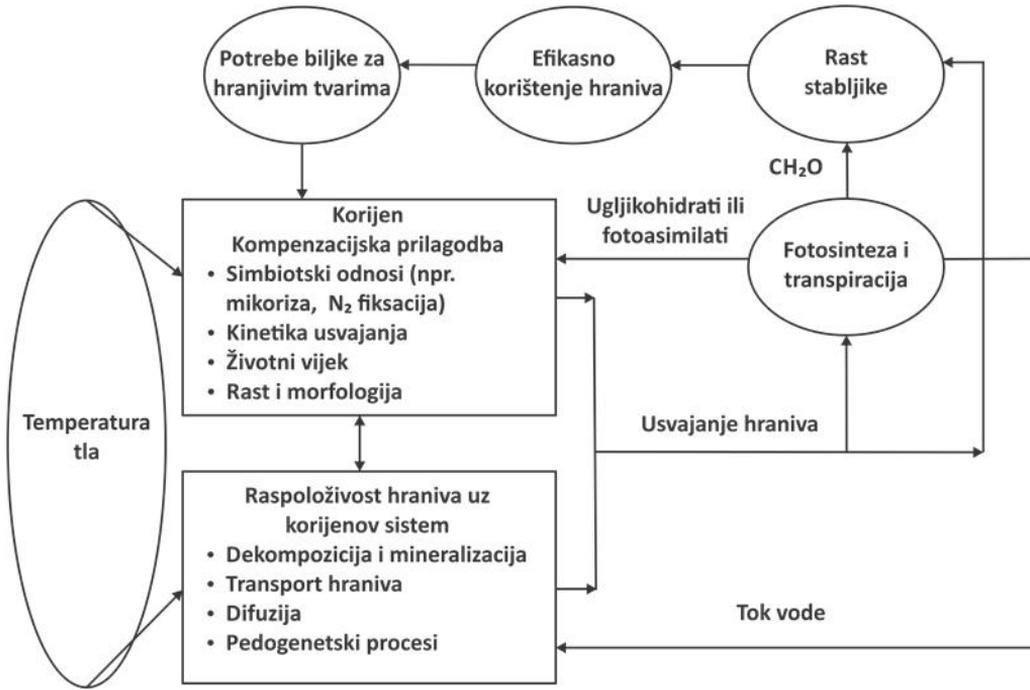 Potrebe biljke za
hranjivim tvarima
Efikasno
korištenje hraniva
Rast
stabljike
CH₂O
Ugljikohidrati ili
fotoasimilati
Fotosinteza i
transpiracija
Korijen
Kompenzacijska prilagodba
• Simbiotski odnosi (npr.
mikoriza, N₂ fiksacija)
• Kinetika usvajanja
• Životni vijek
• Rast i morfologija
Temperatura
tla
Usvajanje hraniva
Raspoloživost hraniva uz
korijenov sistem
• Dekompozicija i mineralizacija
• Transport hraniva
• Difuzija
• Pedogenetski procesi
Tok vode